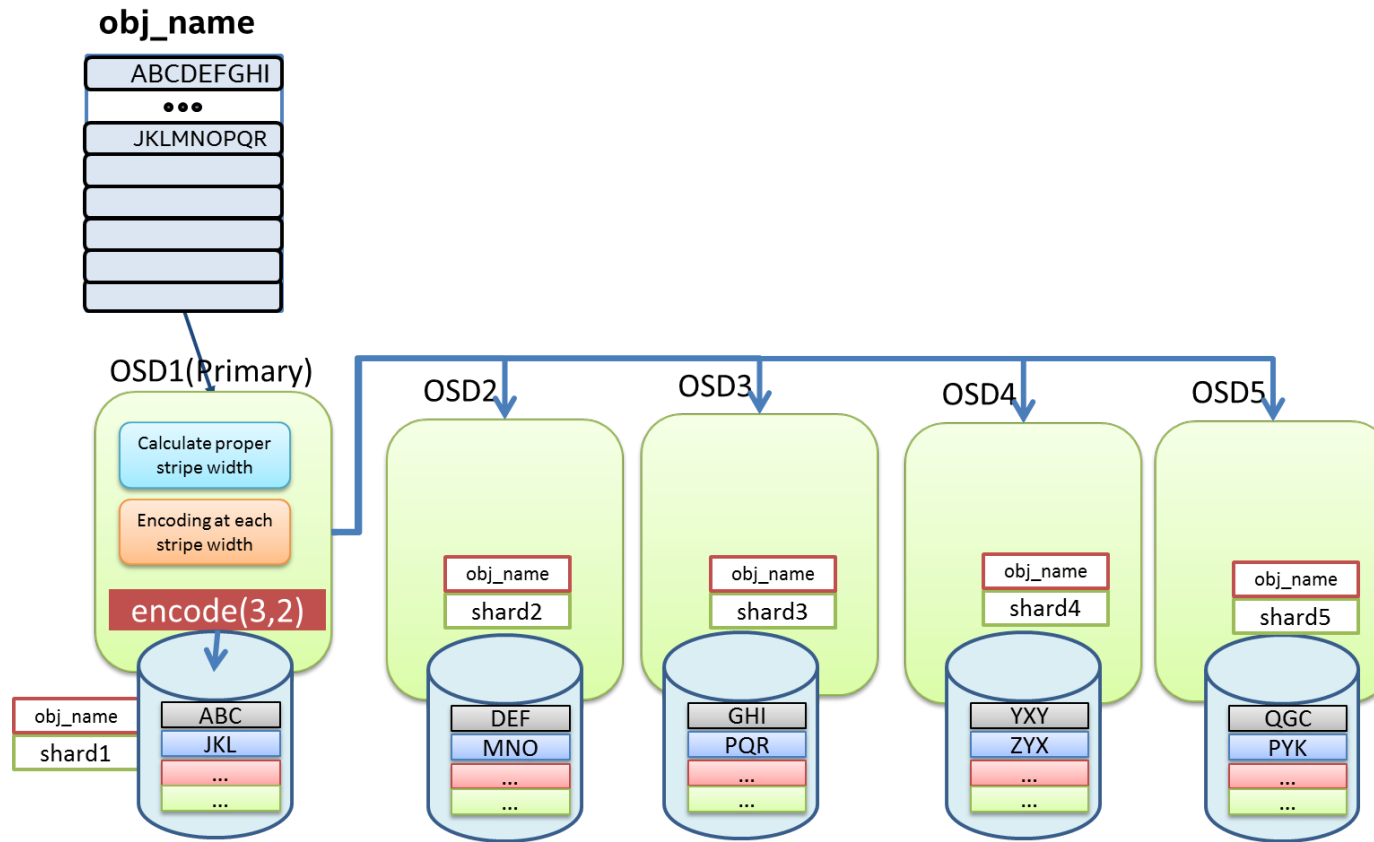 obj_name
ABCDEFGHI
...
JKLMNOPQR
OSD1(Primary)
OSD2
OSD3
OSD4
OSD5
Calculate proper
stripe width
Encoding at each
stripe width
encode(3,2)
obj_name
shard1
ABC
JKL
...
...
obj_name
shard2
DEF
MNO
...
...
obj_name
shard3
GHI
PQR
...
...
obj_name
shard4
YXY
ZYX
...
...
obj_name
shard5
QGC
PYK
...
...